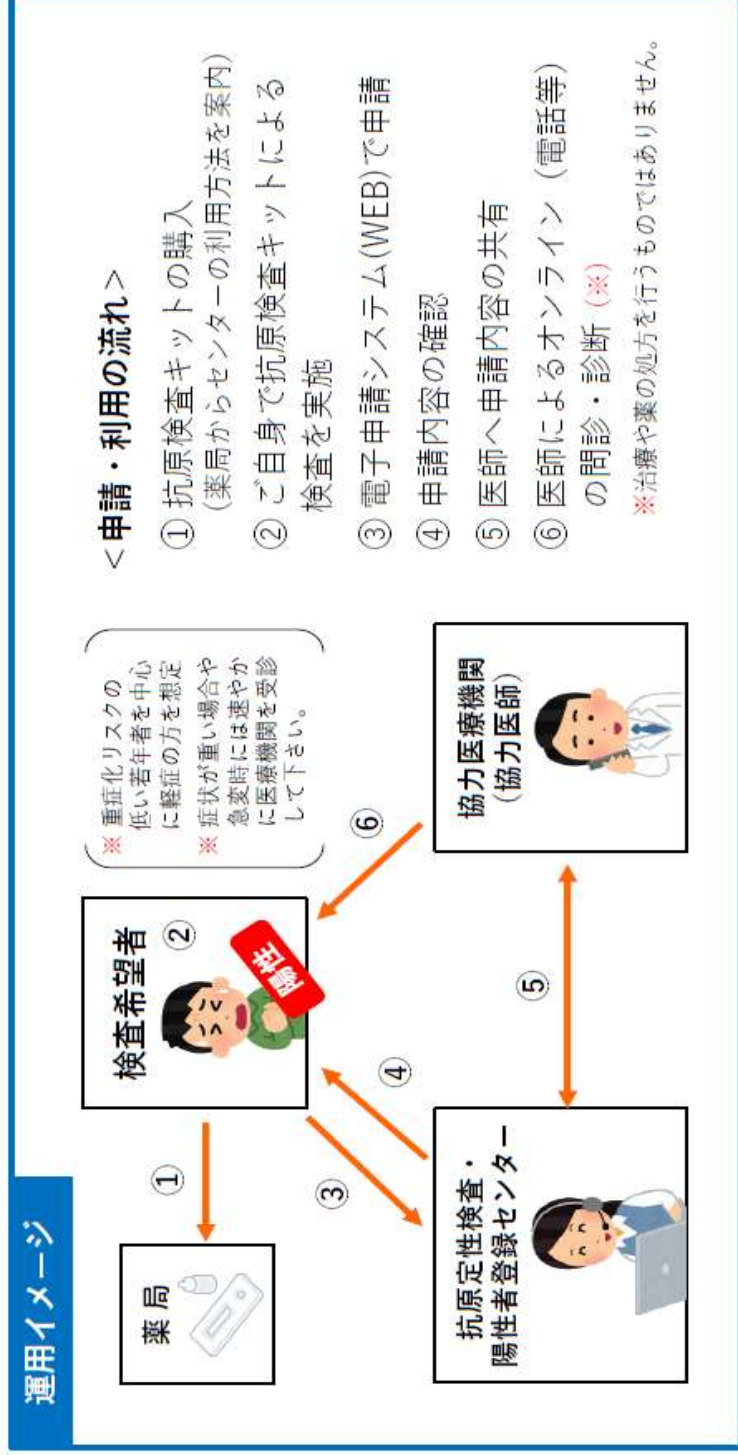 運用イメージ
薬局
①
検査希望者
②
陽性
※ 重症化リスクの
低い若年者を中心
に軽症の方を想定
※ 症状が重い場合や
急変時には速やか
に医療機関を受診
して下さい。
③
④
⑥
抗原定性検査・
陽性者登録センター
⑤
協力医療機関
(協力医師)
＜申請・利用の流れ＞
① 抗原検査キットの購入
(薬局からセンターの利用方法を案内)
② ご自身で抗原検査キットによる
検査を実施
③ 電子申請システム(WEB)で申請
④ 申請内容の確認
⑤ 医師へ申請内容の共有
⑥ 医師によるオンライン（電話等）
の問診・診断 (※)
※治療や薬の処方を行うものではありません。